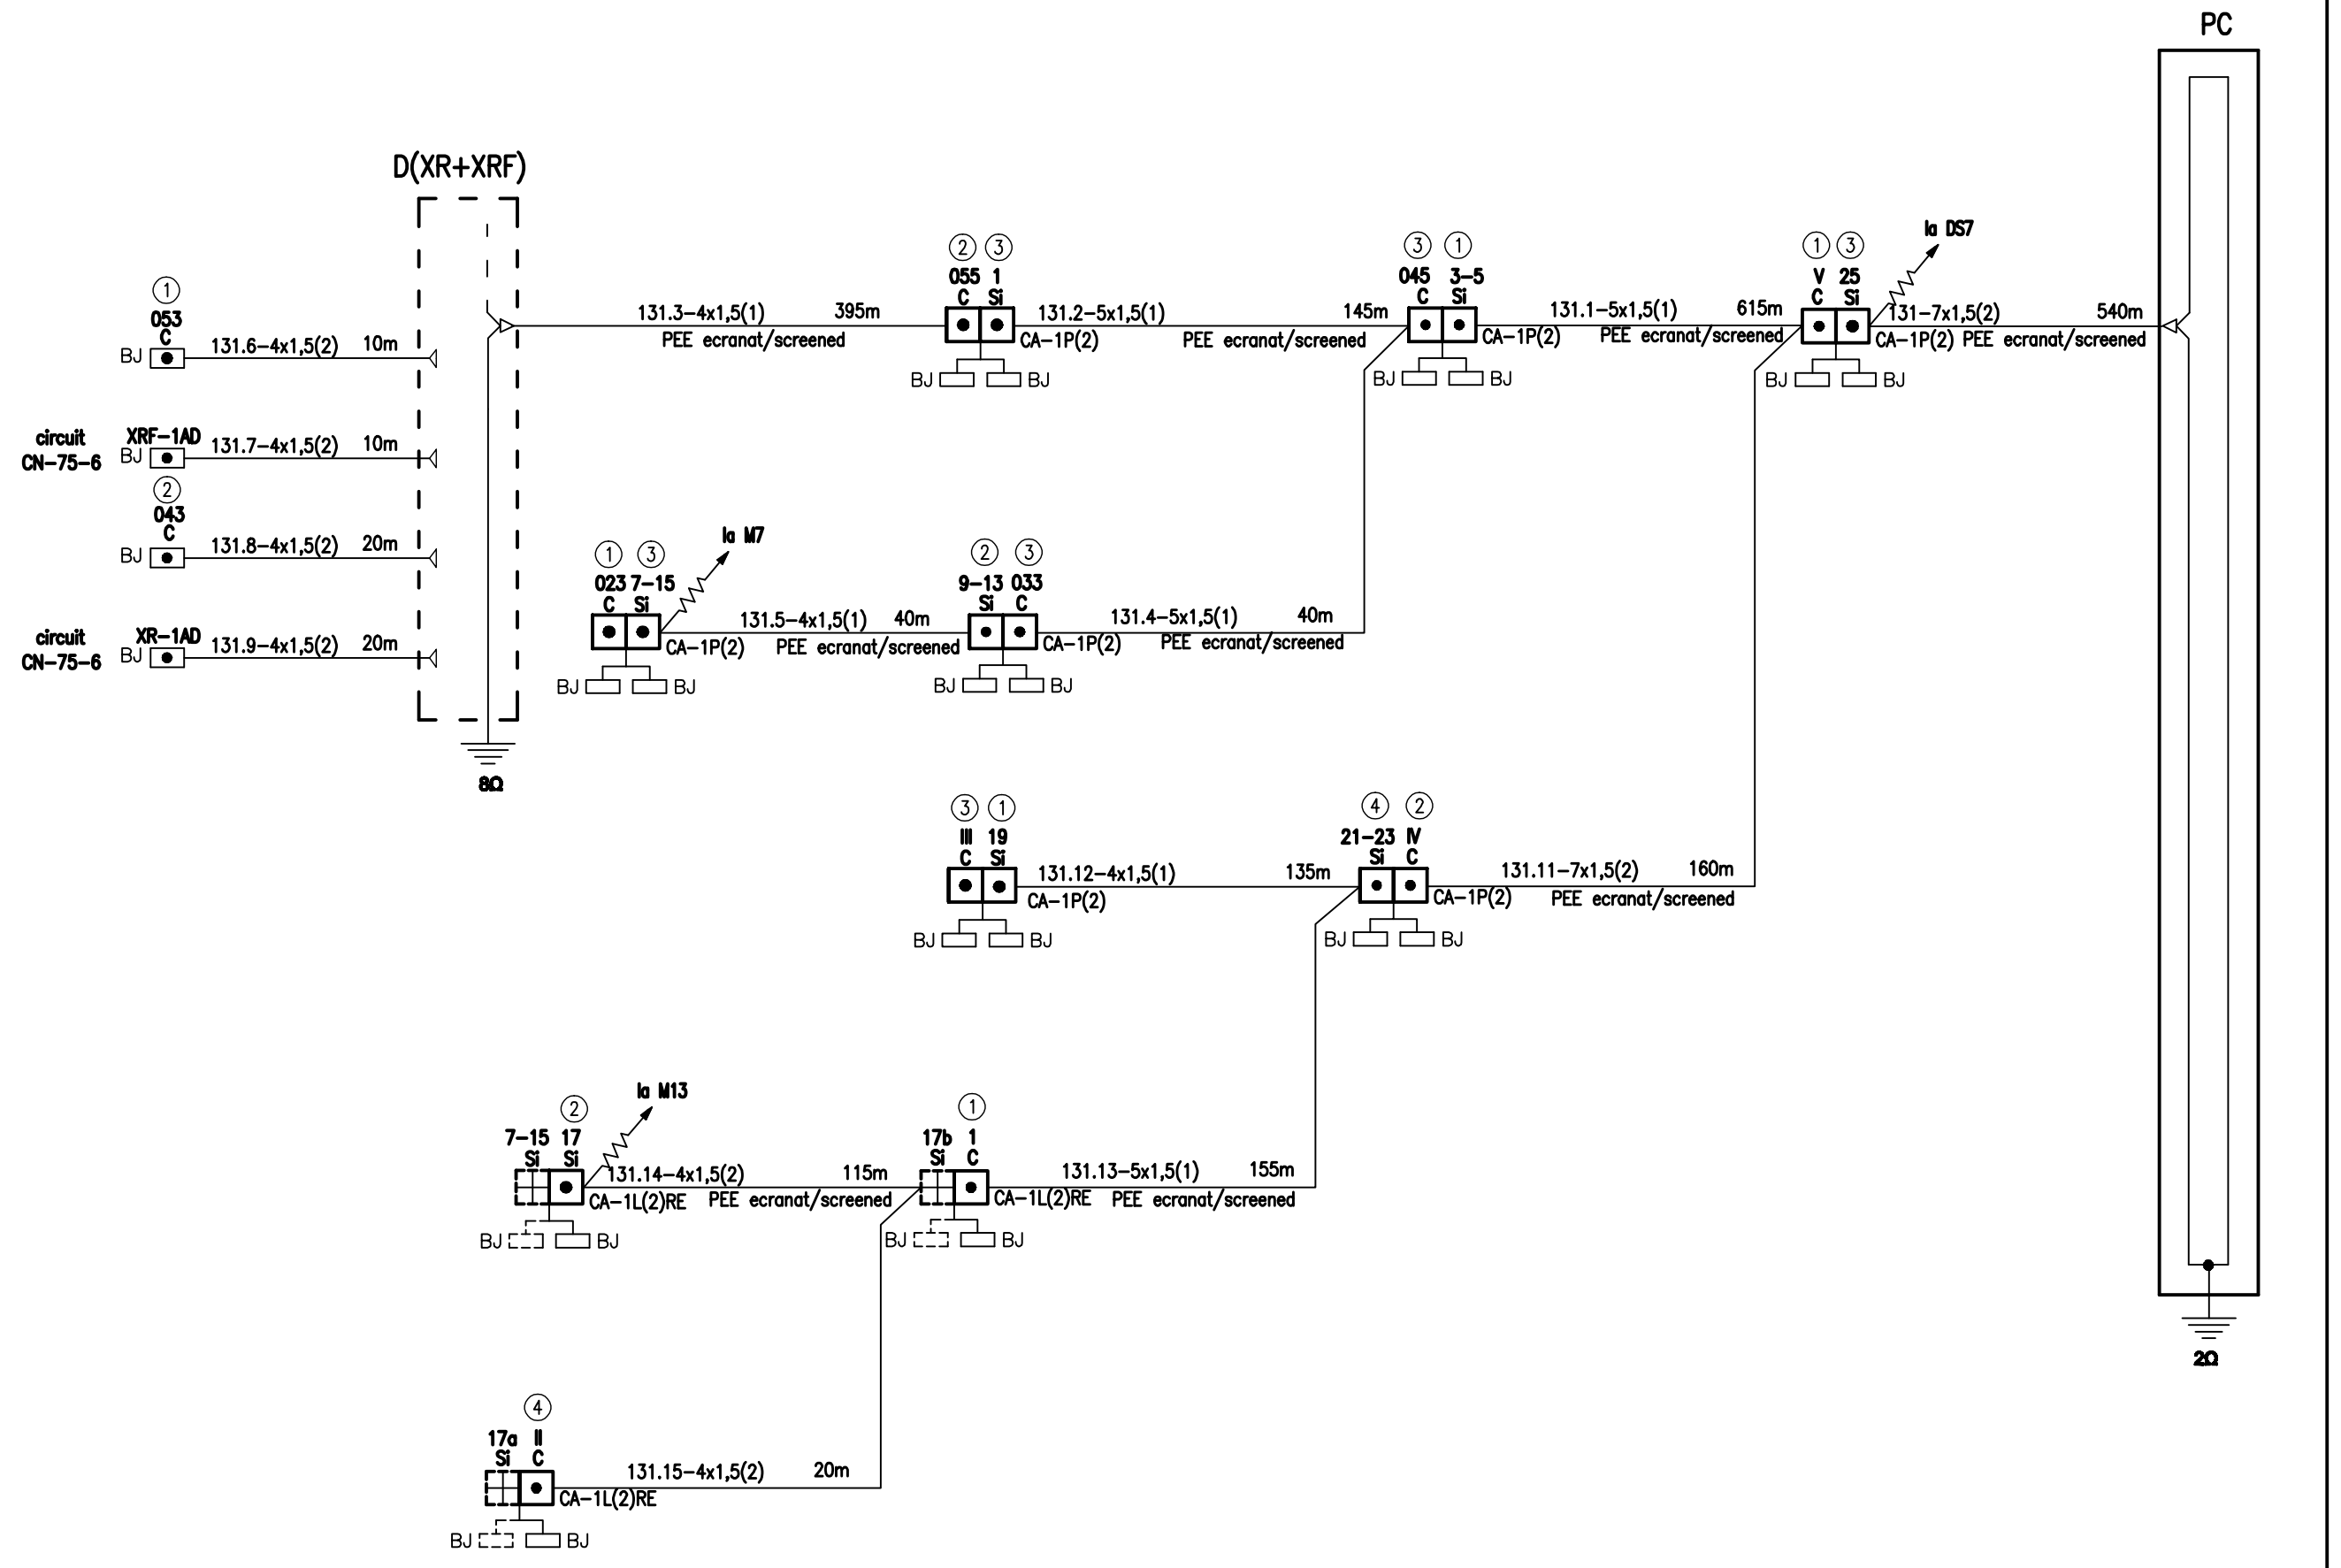 PC
D(XR+XRF)
1
053
C
BJ
131.6-4x1,5(2) 10m
circuit
CN-75-6
XRF-1AD
BJ
131.7-4x1,5(2) 10m
2
043
C
BJ
131.8-4x1,5(2) 20m
circuit
CN-75-6
XR-1AD
BJ
131.9-4x1,5(2) 20m
8Ω
131.3-4x1,5(1) 395m
PEE ecranat/screened
2 3
055 1
C Si
BJ BJ
131.2-5x1,5(1) 145m
CA-1P(2) PEE ecranat/screened
3 1
045 3-5
C Si
BJ BJ
131.1-5x1,5(1) 615m
CA-1P(2) PEE ecranat/screened
1 3
V 25
C Si
BJ BJ
la DS7
131-7x1,5(2) 540m
CA-1P(2) PEE ecranat/screened
1 3
023 7-15
C Si
BJ BJ
la M7
131.5-4x1,5(1) 40m
CA-1P(2) PEE ecranat/screened
2 3
9-13 033
Si C
BJ BJ
131.4-5x1,5(1) 40m
CA-1P(2) PEE ecranat/screened
3 1
III 19
C Si
BJ BJ
131.12-4x1,5(1) 135m
CA-1P(2)
4 2
21-23 IV
Si C
BJ BJ
131.11-7x1,5(2) 160m
CA-1P(2) PEE ecranat/screened
2
7-15 17
Si Si
BJ BJ
la M13
131.14-4x1,5(2) 115m
CA-1L(2)RE PEE ecranat/screened
1
17b 1
Si C
BJ BJ
131.13-5x1,5(1) 155m
CA-1L(2)RE PEE ecranat/screened
4
17a II
Si C
BJ BJ
131.15-4x1,5(2) 20m
CA-1L(2)RE
2Ω